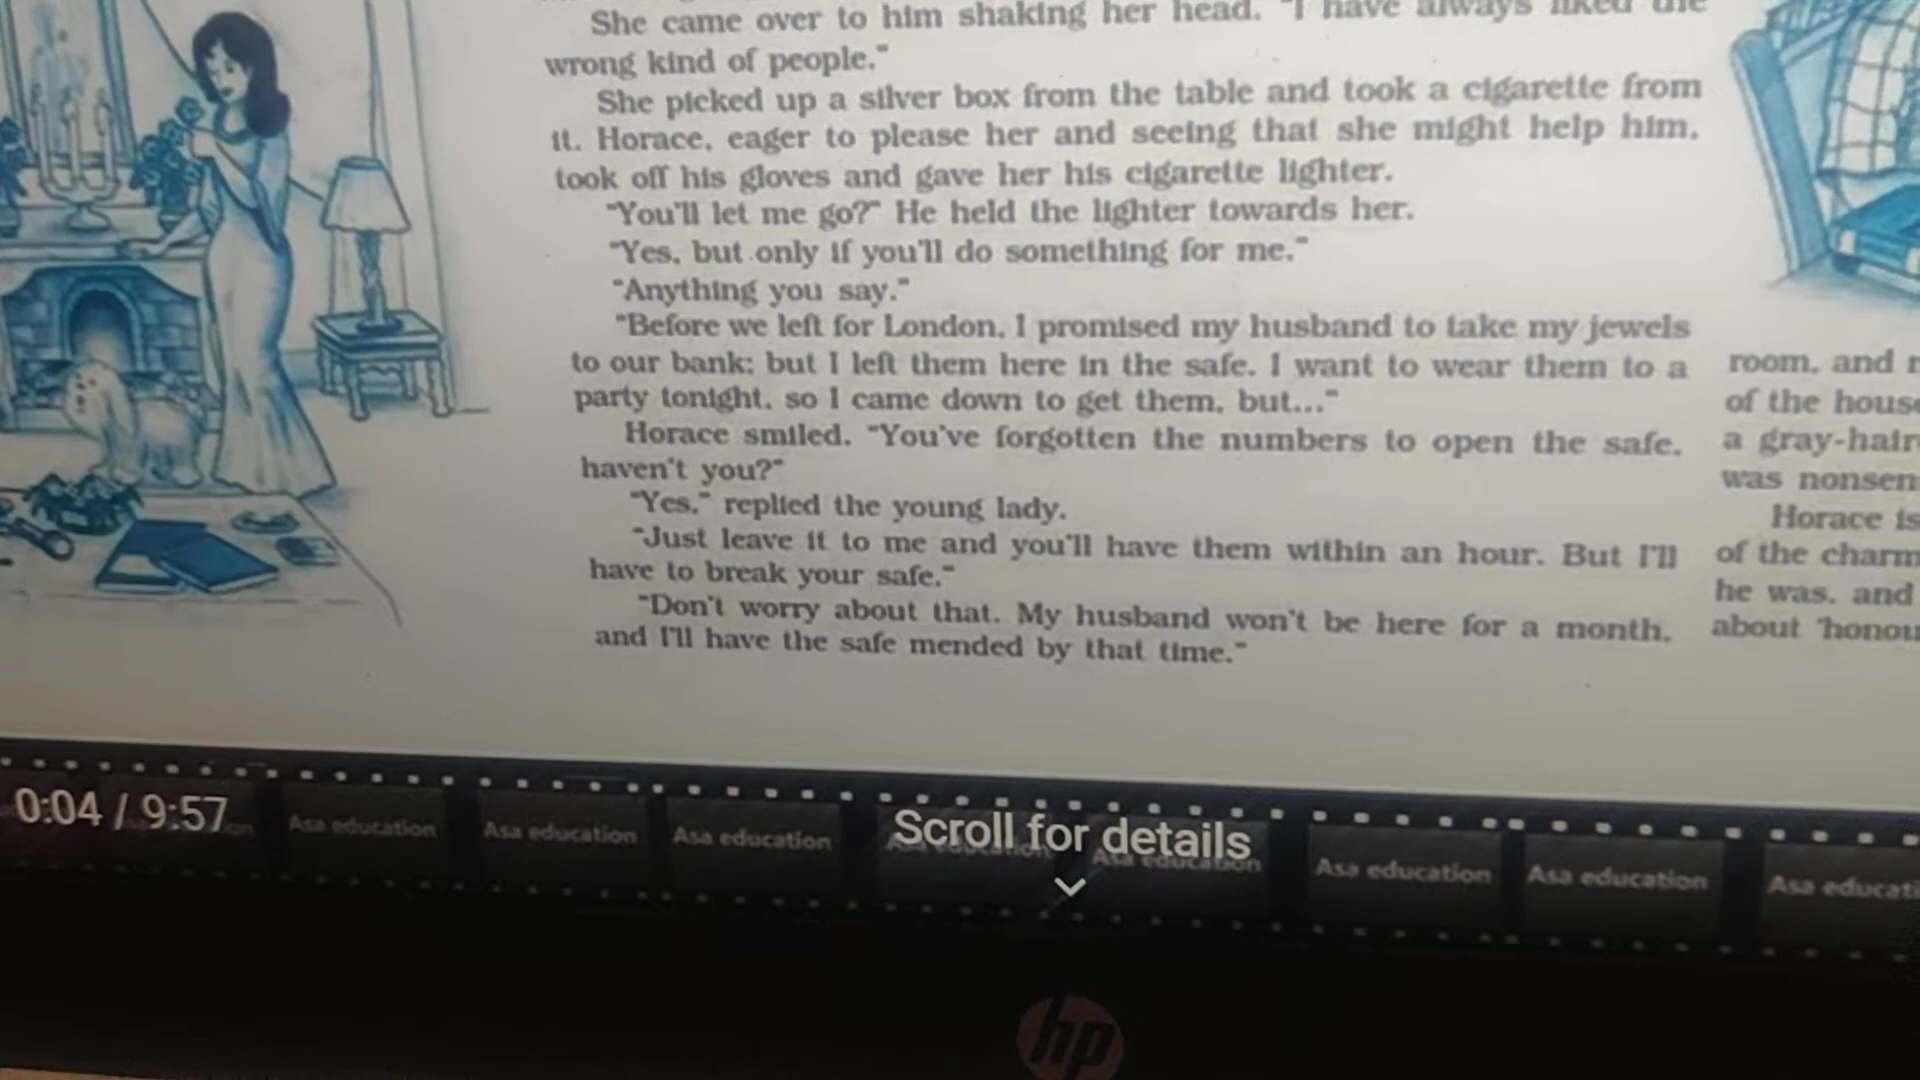 She came over to him shaking her head. "I have always liked the
wrong kind of people."
She picked up a silver box from the table and took a cigarette from
it. Horace, eager to please her and seeing that she might help him,
took off his gloves and gave her his cigarette lighter.
"You'll let me go?" He held the lighter towards her.
"Yes, but only if you'll do something for me."
"Anything you say."
"Before we left for London, I promised my husband to take my jewels
to our bank; but I left them here in the safe. I want to wear them to a
party tonight, so I came down to get them, but..."
Horace smiled. "You've forgotten the numbers to open the safe,
haven't you?"
"Yes," replied the young lady.
"Just leave it to me and you'll have them within an hour. But I'll
have to break your safe."
"Don't worry about that. My husband won't be here for a month,
and I'll have the safe mended by that time."
room, and
of the house
a gray-hair
was nonsen
Horace is
of the charm
he was, and
about 'honou
0:04 / 9:57
Scroll for details
Asa education
Asa education
Asa education
Asa education
Asa education
Asa education
Asa educati
hp